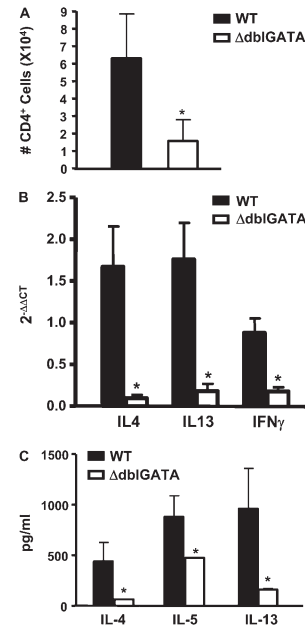 A
# CD4⁺ Cells (X10⁴)
9
8
7
6
5
4
3
2
1
0
WT
ΔdblGATA
*
B
2^-ΔΔCT
2.5
2.0
1.5
1.0
0.5
0.0
WT
ΔdblGATA
*
*
*
IL4 IL13 IFNγ
C
pg/ml
1500
1000
500
0
WT
ΔdblGATA
*
*
*
IL-4 IL-5 IL-13